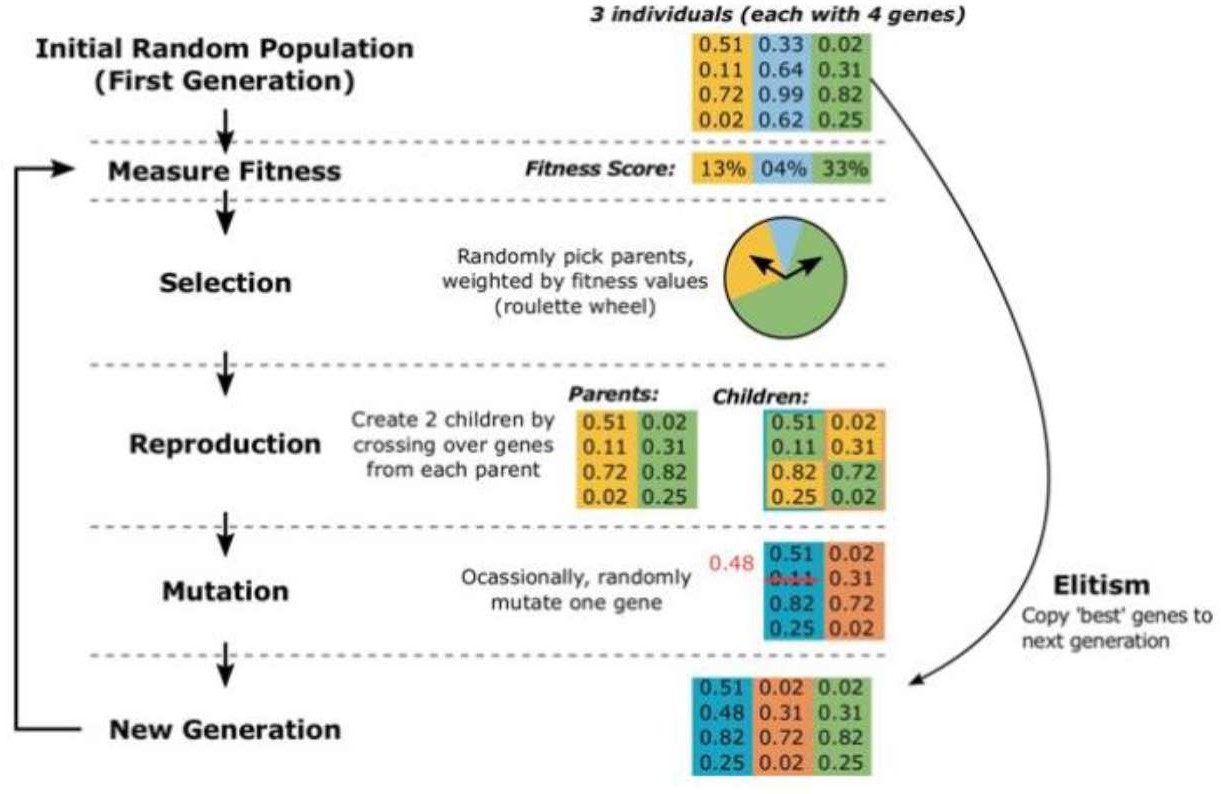 3 individuals (each with 4 genes)
Initial Random Population
(First Generation)
0.51 0.33 0.02
0.11 0.64 0.31
0.72 0.99 0.82
0.02 0.62 0.25
Measure Fitness
Fitness Score:
13% 04% 33%
Selection
Randomly pick parents,
weighted by fitness values
(roulette wheel)
Reproduction
Create 2 children by
crossing over genes
from each parent
Parents:
0.51 0.02
0.11 0.31
0.72 0.82
0.02 0.25
Children:
0.51 0.02
0.11 0.31
0.82 0.72
0.25 0.02
Mutation
Ocassionally, randomly
mutate one gene
0.48
0.51 0.02
0.11 0.31
0.82 0.72
0.25 0.02
Elitism
Copy 'best' genes to
next generation
New Generation
0.51 0.02 0.02
0.48 0.31 0.31
0.82 0.72 0.82
0.25 0.02 0.25